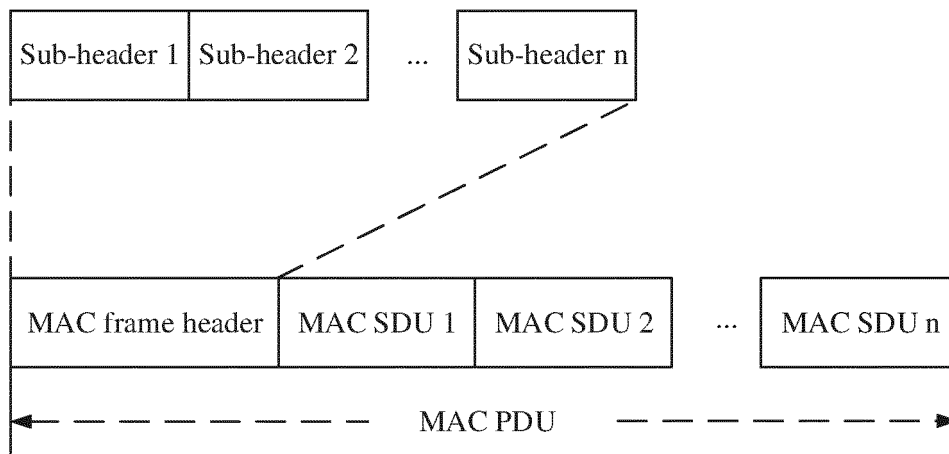 Sub-header 1 Sub-header 2 ... Sub-header n
MAC frame header MAC SDU 1 MAC SDU 2 ... MAC SDU n
MAC PDU